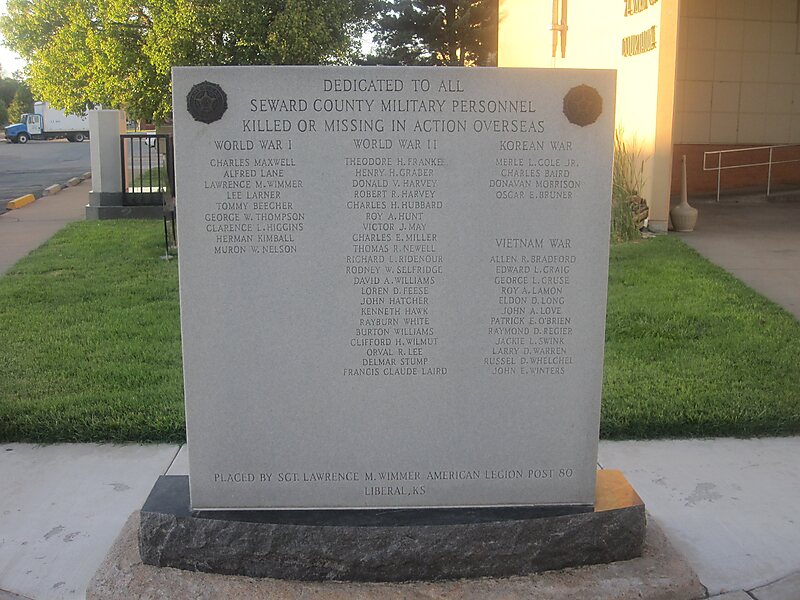 DEDICATED TO ALL
SEWARD COUNTY MILITARY PERSONNEL
KILLED OR MISSING IN ACTION OVERSEAS
WORLD WAR I
CHARLES MAXWELL
ALFRED LANE
LAWRENCE M. WIMMER
LEE LARNER
TOMMY BEECHER
GEORGE W. THOMPSON
CLARENCE L. HIGGINS
HERMAN KIMBALL
MURON W. NELSON
WORLD WAR II
THEODORE H. FRANKEE
HENRY H. GRABER
DONALD V. HARVEY
ROBERT R. HARVEY
CHARLES H. HUBBARD
ROY A. HUNT
VICTOR J. MAY
CHARLES E. MILLER
THOMAS R. NEWELL
RICHARD L. RIDENOUR
RODNEY W. SELFRIDGE
DAVID A. WILLIAMS
LOREN D. FEESE
JOHN HATCHER
KENNETH HAWK
RAYBURN WHITE
BURTON WILLIAMS
CLIFFORD H. WILMUT
ORVAL R. LEE
DELMAR STUMP
FRANCIS CLAUDE LAIRD
KOREAN WAR
MERLE L. COLE JR.
CHARLES BAIRD
DONAVAN MORRISON
OSCAR E. BRUNER
VIETNAM WAR
ALLEN R. BRADFORD
EDWARD L. CRAIG
GEORGE L. CRUSE
ROY A. LAMON
ELDON D. LONG
JOHN A. LOVE
PATRICK E. O'BRIEN
RAYMOND D. REGIER
JACKIE L. SWINK
LARRY D. WARREN
RUSSEL D. WHELCHEL
JOHN E. WINTERS
PLACED BY SGT. LAWRENCE M. WIMMER AMERICAN LEGION POST 80
LIBERAL, KS